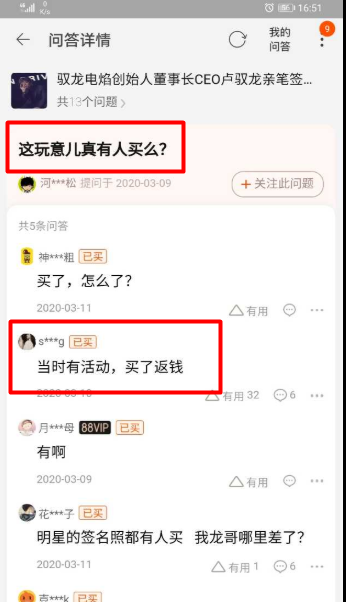 0
K/s
16:51
问答详情
我的
问答
9
驭龙电焰创始人董事长CEO卢驭龙亲笔签...
共13个问题 >
这玩意儿真有人买么?
河***松 提问于 2020-03-09
+ 关注此问题
共5条问答
神***粗 已买
买了，怎么了?
2020-03-11
有用
s***g 已买
当时有活动，买了返钱
有用 32
6
月***母 88VIP 已买
有啊
2020-03-09
有用
花***子 已买
明星的签名照都有人买 我龙哥哪里差了?
2020-03-11
有用 1
6
已买